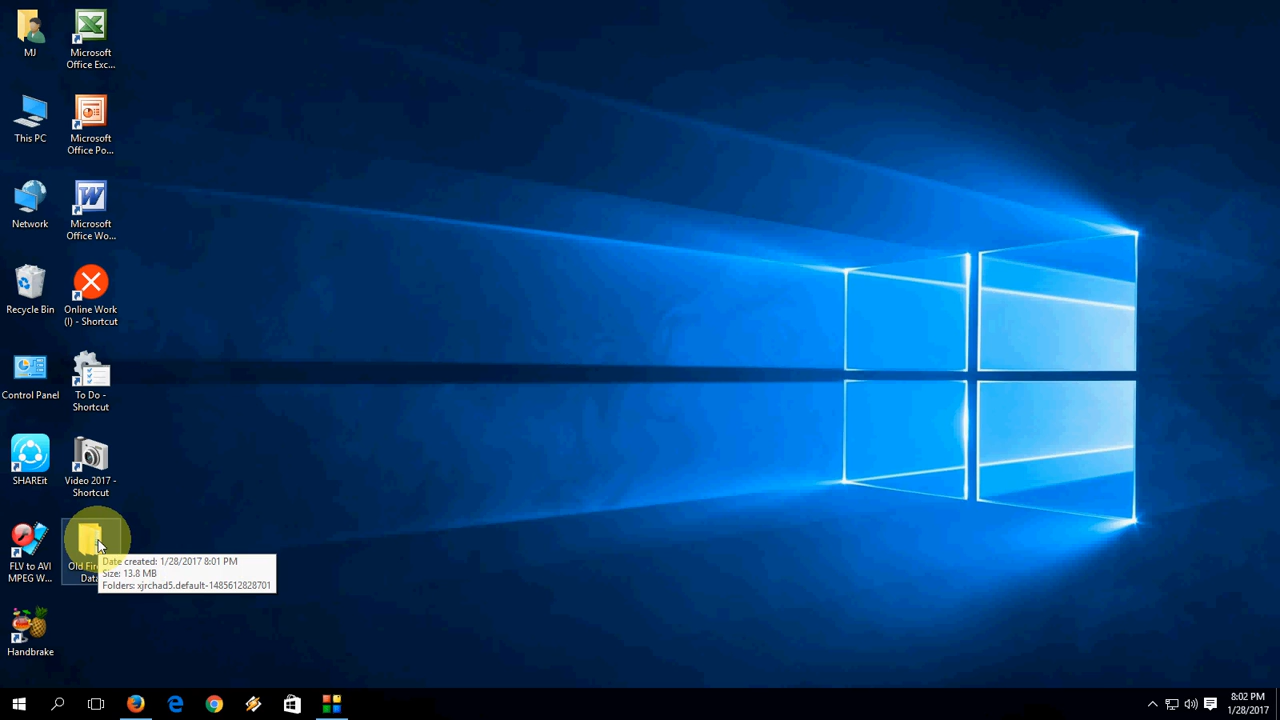 MJ
Microsoft
Office Exc...
This PC
Microsoft
Office Po...
Network
Microsoft
Office Wo...
Recycle Bin
Online Work
(I) - Shortcut
Control Panel
To Do -
Shortcut
SHAREit
Video 2017 -
Shortcut
FLV to AVI
MPEG W...
Old Fire
Data
Date created: 1/28/2017 8:01 PM
Size: 13.8 MB
Folders: xjrchad5.default-1485612828701
Handbrake
8:02 PM
1/28/2017